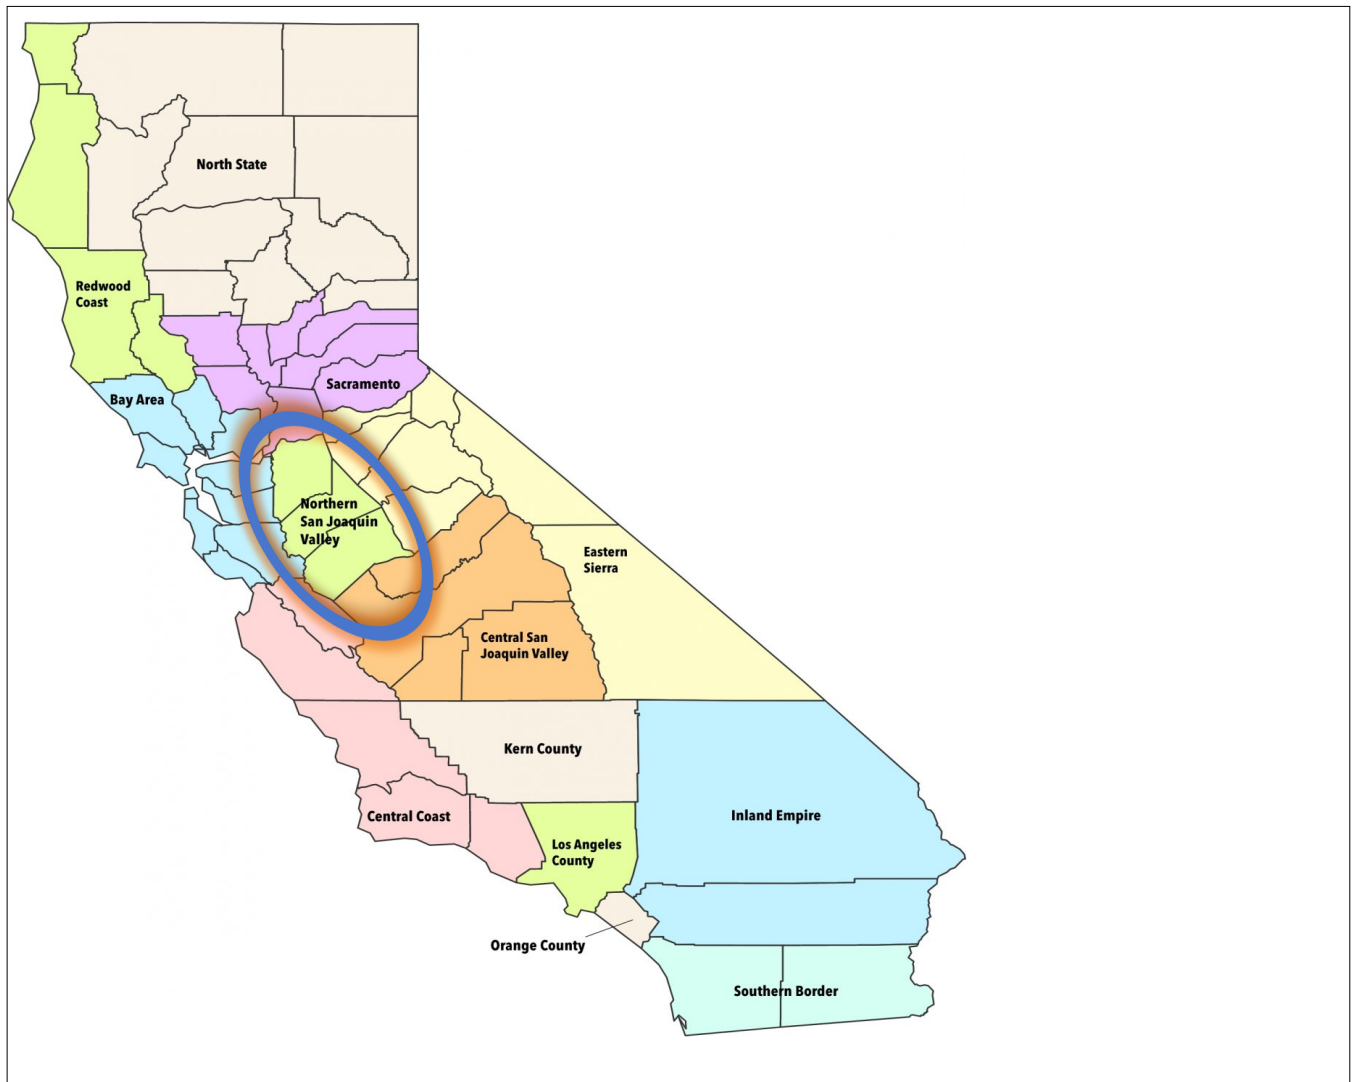 North State
Redwood
Coast
Sacramento
Bay Area
Northern
San Joaquin
Valley
Eastern
Sierra
Central San
Joaquin Valley
Kern County
Central Coast
Inland Empire
Los Angeles
County
Orange County
Southern Border